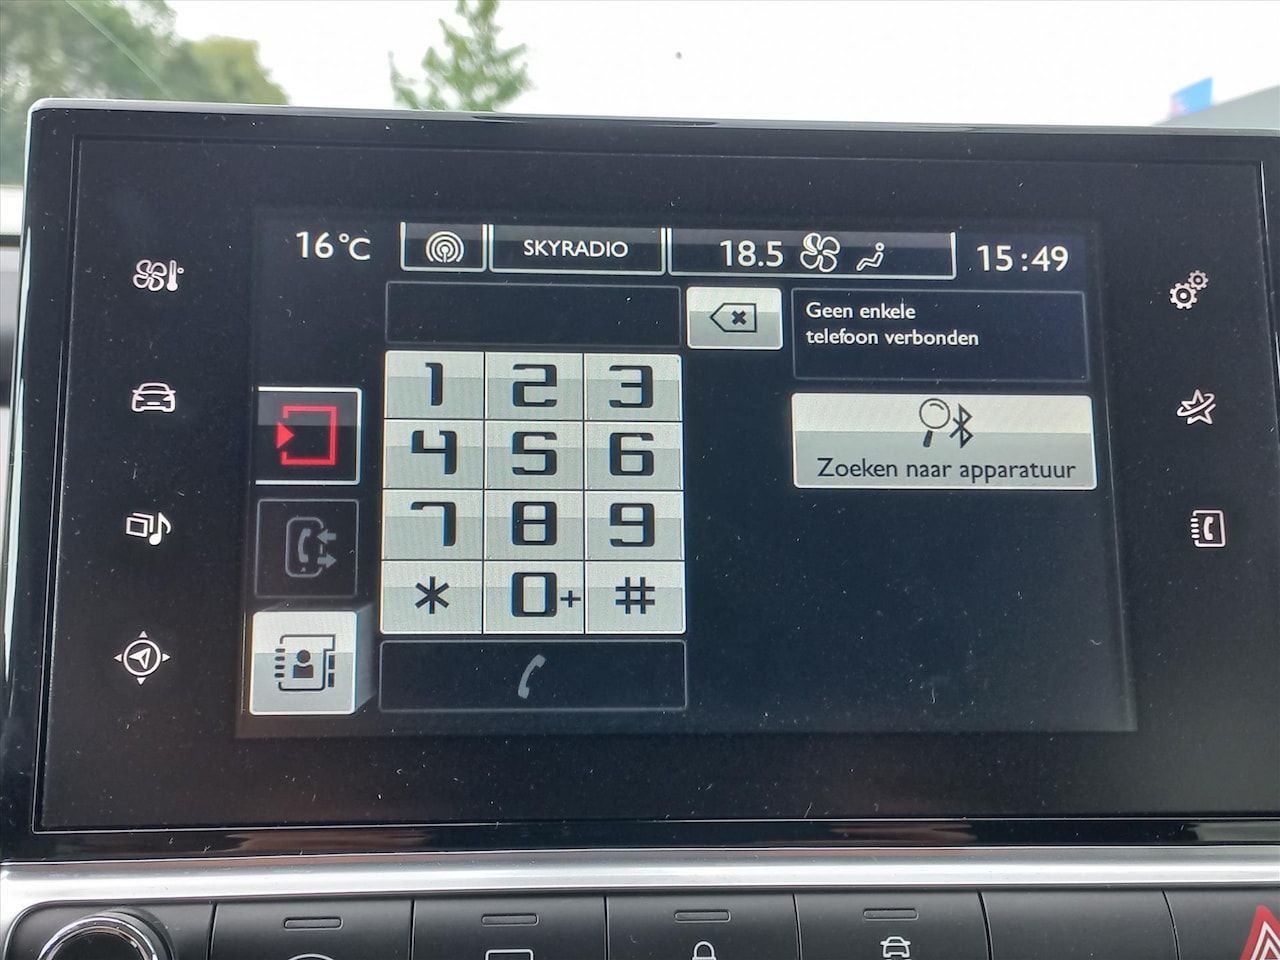 16°C
SKYRADIO
18.5
15:49
Geen enkele
telefoon verbonden
1 2 3
4 5 6
7 8 9
* 0+ #
Zoeken naar apparatuur